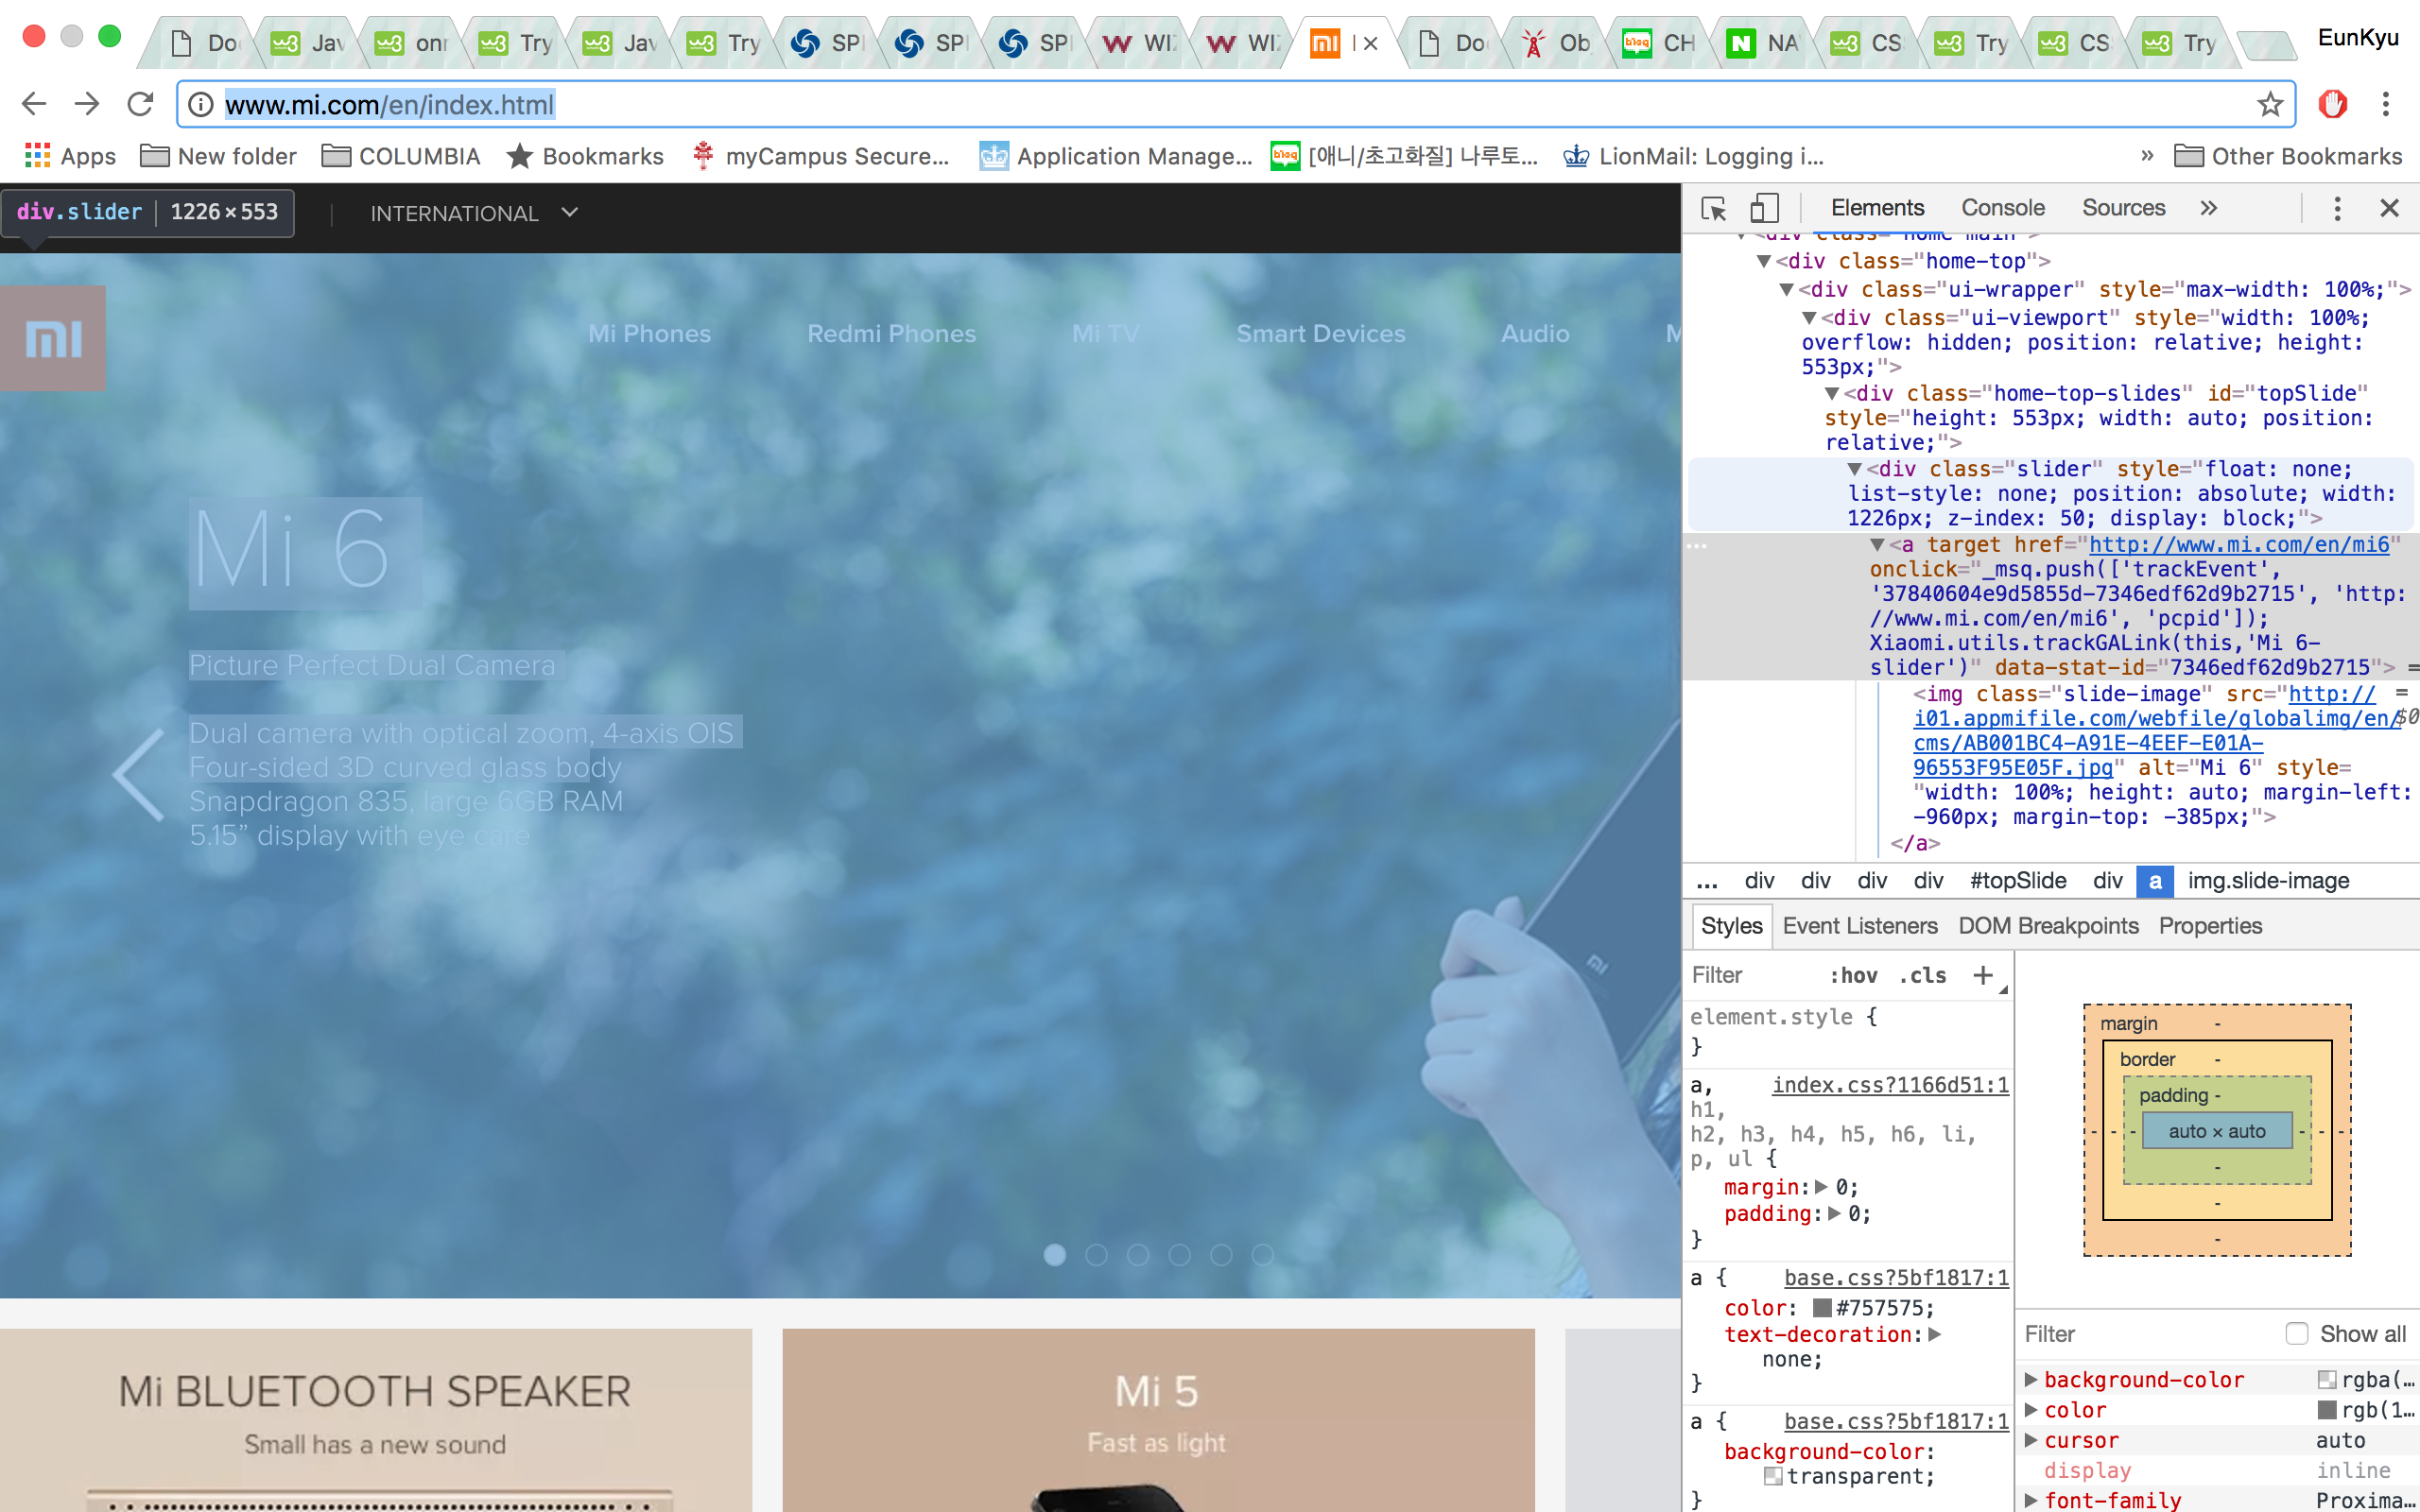 Do
Jav
onr
Try
Jav
Try
SPI
SPI
SPI
WIZ
WIZ
Do
Ob
CH
NA
CS
Try
CS
Try
EunKyu
www.mi.com/en/index.html
Apps
New folder
COLUMBIA
Bookmarks
myCampus Secure...
Application Manage...
[애니/초고화질] 나루토...
LionMail: Logging i...
»
Other Bookmarks
div.slider | 1226×553
INTERNATIONAL
Mi Phones
Redmi Phones
Mi TV
Smart Devices
Audio
M
Mi 6
Picture Perfect Dual Camera
Dual camera with optical zoom, 4-axis OIS
Four-sided 3D curved glass body
Snapdragon 835, large 6GB RAM
5.15” display with eye care
Mi BLUETOOTH SPEAKER
Small has a new sound
Mi 5
Fast as light
Elements
Console
Sources
»
<div class="home-main">
<div class="home-top">
<div class="ui-wrapper" style="max-width: 100%;">
<div class="ui-viewport" style="width: 100%;
overflow: hidden; position: relative; height:
553px;">
<div class="home-top-slides" id="topSlide"
style="height: 553px; width: auto; position:
relative;">
<div class="slider" style="float: none;
list-style: none; position: absolute; width:
1226px; z-index: 50; display: block;">
<a target href="http://www.mi.com/en/mi6"
onclick="_msq.push(['trackEvent',
'37840604e9d5855d-7346edf62d9b2715', 'http:
//www.mi.com/en/mi6', 'pcpid']);
Xiaomi.utils.trackGALink(this,'Mi 6-
slider')" data-stat-id="7346edf62d9b2715"> =
<img class="slide-image" src="http:// =
i01.appmifile.com/webfile/globalimg/en/ $0
cms/AB001BC4-A91E-4EEF-E01A-
96553F95E05F.jpg" alt="Mi 6" style=
"width: 100%; height: auto; margin-left:
-960px; margin-top: -385px;">
</a>
... div div div div #topSlide div a img.slide-image
Styles Event Listeners DOM Breakpoints Properties
Filter :hov .cls +
element.style {
}
a, index.css?1166d51:1
h1,
h2, h3, h4, h5, h6, li,
p, ul {
margin: 0;
padding: 0;
}
a { base.css?5bf1817:1
color: #757575;
text-decoration:
none;
}
a { base.css?5bf1817:1
background-color:
transparent;
}
margin -
border -
padding -
- - - auto × auto - - -
-
-
-
Filter Show all
background-color rgba(…
color rgb(1…
cursor auto
display inline
font-family Proxima…